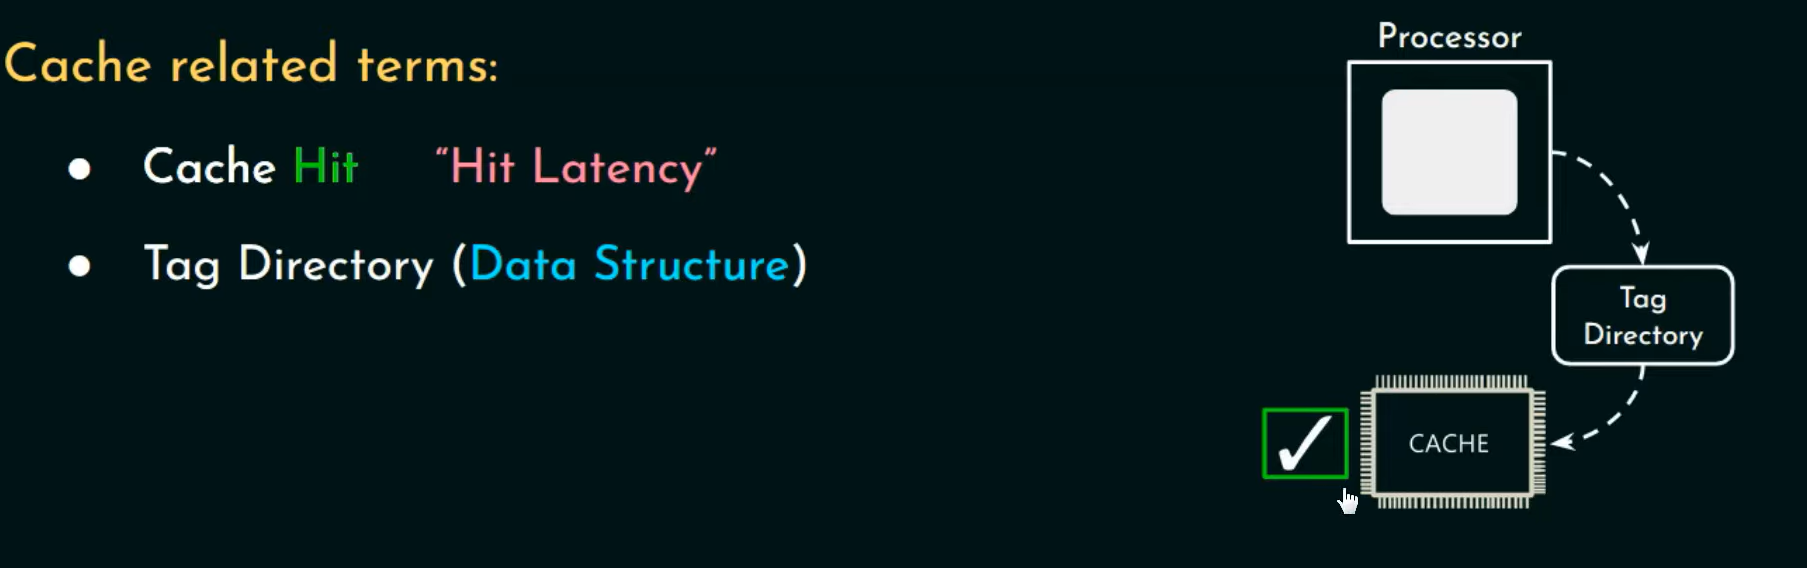 Cache related terms:
● Cache Hit “Hit Latency”
● Tag Directory (Data Structure)
Processor
Tag
Directory
CACHE